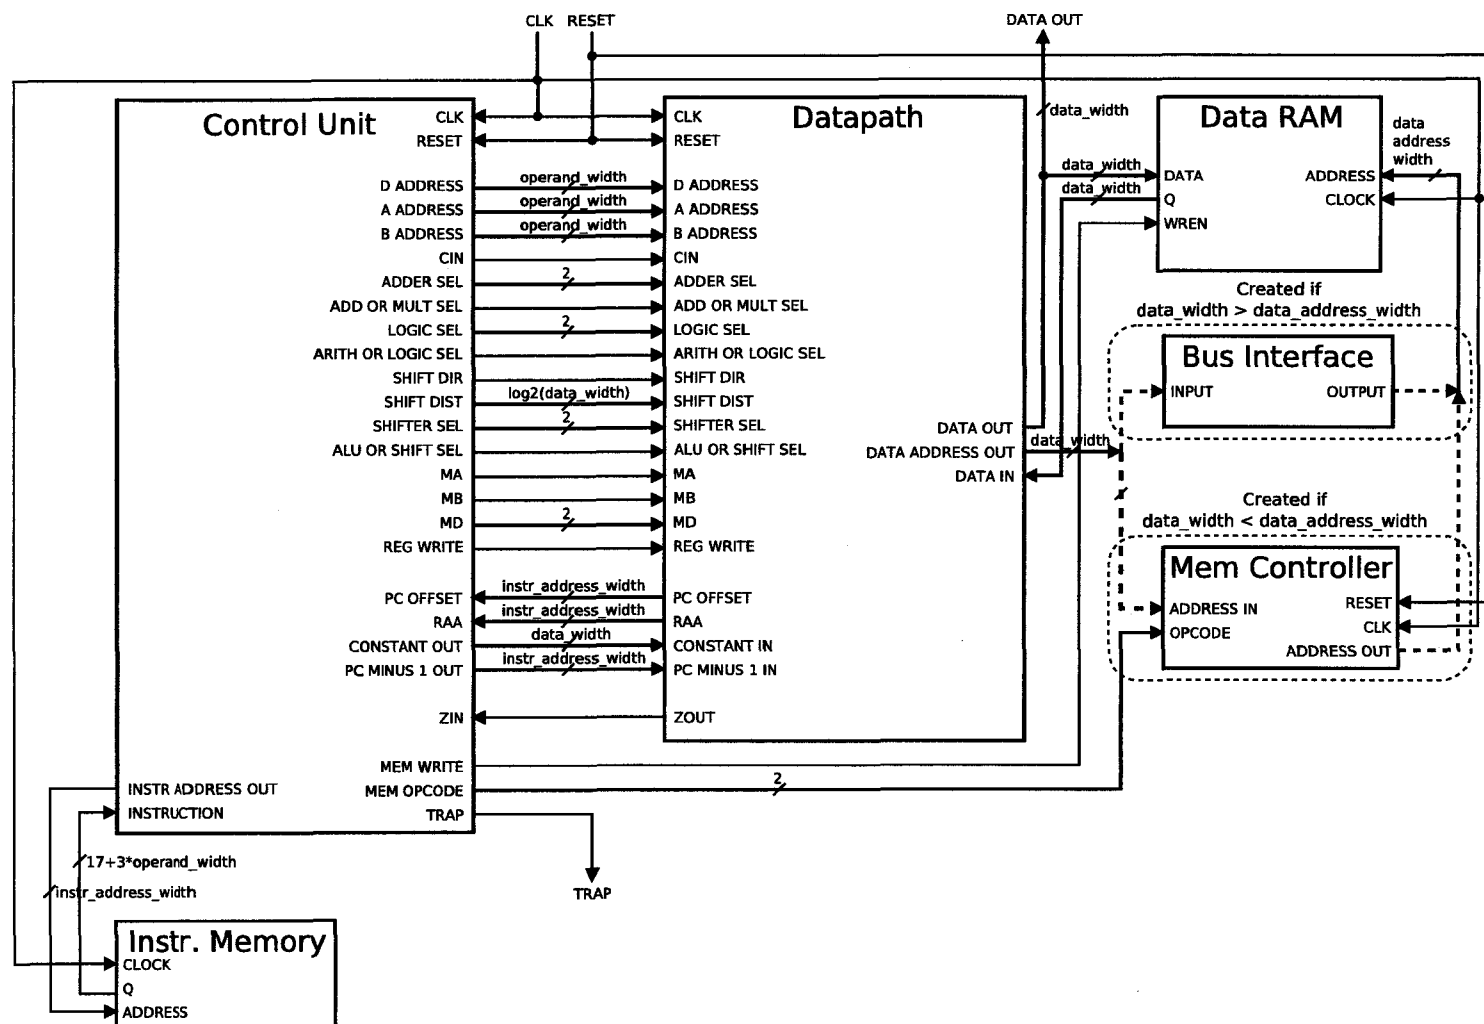 CLK RESET
DATA OUT
Control Unit
CLK
RESET
D ADDRESS
A ADDRESS
B ADDRESS
CIN
ADDER SEL
ADD OR MULT SEL
LOGIC SEL
ARITH OR LOGIC SEL
SHIFT DIR
SHIFT DIST
SHIFTER SEL
ALU OR SHIFT SEL
MA
MB
MD
REG WRITE
PC OFFSET
RAA
CONSTANT OUT
PC MINUS 1 OUT
ZIN
MEM WRITE
MEM OPCODE
TRAP
INSTR ADDRESS OUT
INSTRUCTION
operand_width
operand_width
operand_width
2
2
log2(data_width)
2
2
instr_address_width
instr_address_width
data_width
instr_address_width
2
TRAP
Datapath
CLK
RESET
D ADDRESS
A ADDRESS
B ADDRESS
CIN
ADDER SEL
ADD OR MULT SEL
LOGIC SEL
ARITH OR LOGIC SEL
SHIFT DIR
SHIFT DIST
SHIFTER SEL
ALU OR SHIFT SEL
MA
MB
MD
REG WRITE
PC OFFSET
RAA
CONSTANT IN
PC MINUS 1 IN
ZOUT
DATA OUT
DATA ADDRESS OUT
DATA IN
data_width
data_width
data_width
data_width
Data RAM
DATA
Q
WREN
ADDRESS
CLOCK
data
address
width
Created if
data_width > data_address_width
Bus Interface
INPUT
OUTPUT
Created if
data_width < data_address_width
Mem Controller
ADDRESS IN
OPCODE
RESET
CLK
ADDRESS OUT
17+3*operand_width
instr_address_width
Instr. Memory
CLOCK
Q
ADDRESS